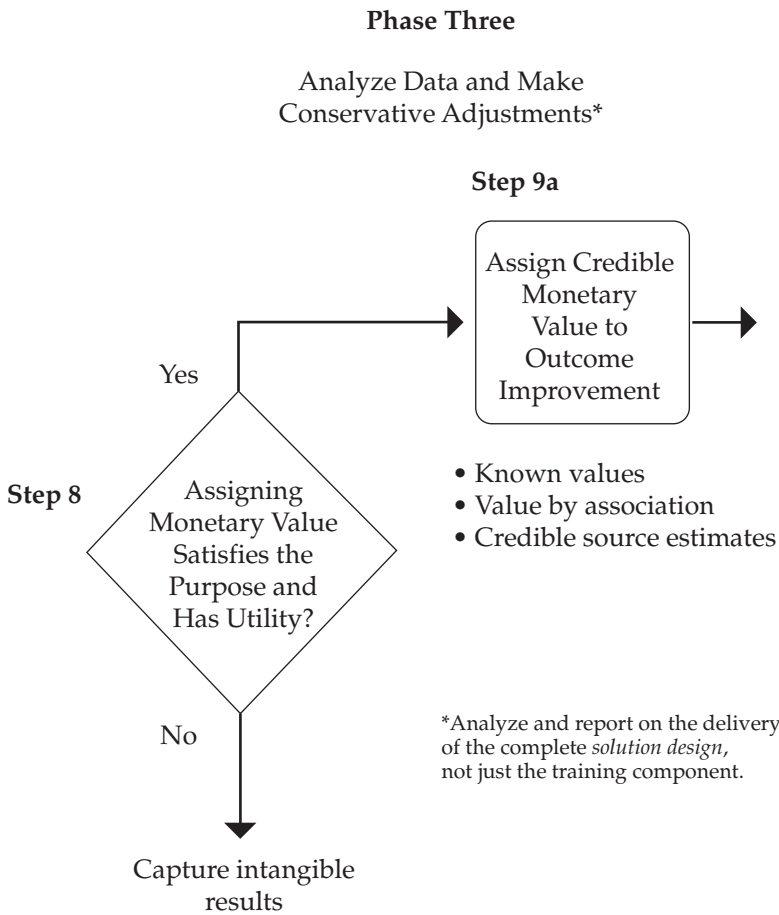 Phase Three
Analyze Data and Make
Conservative Adjustments*
Step 9a
Assign Credible
Monetary
Value to
Outcome
Improvement
Yes
• Known values
• Value by association
• Credible source estimates
Step 8
Assigning
Monetary Value
Satisfies the
Purpose and
Has Utility?
No
*Analyze and report on the delivery
of the complete solution design,
not just the training component.
Capture intangible
results